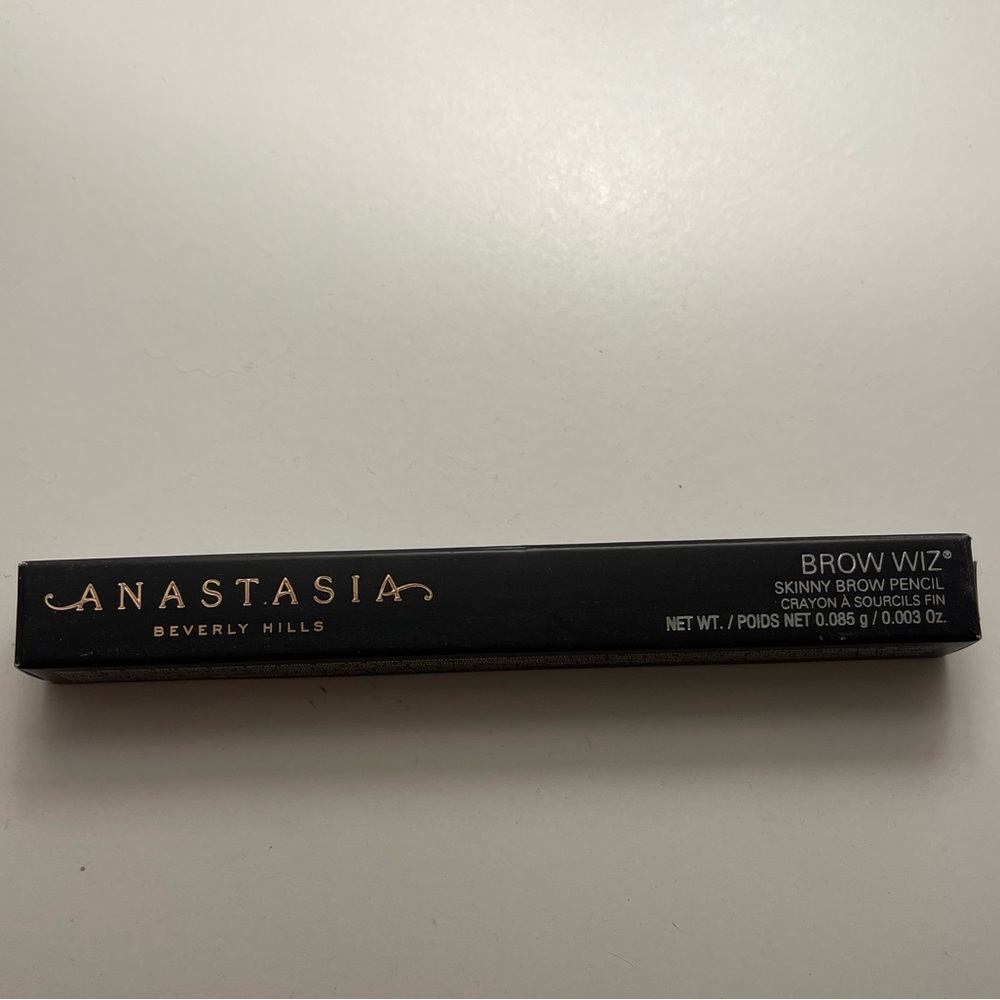 ANASTASIA
BEVERLY HILLS
BROW WIZ®
SKINNY BROW PENCIL
CRAYON À SOURCILS FIN
NET WT. / POIDS NET 0.085 g / 0.003 Oz.